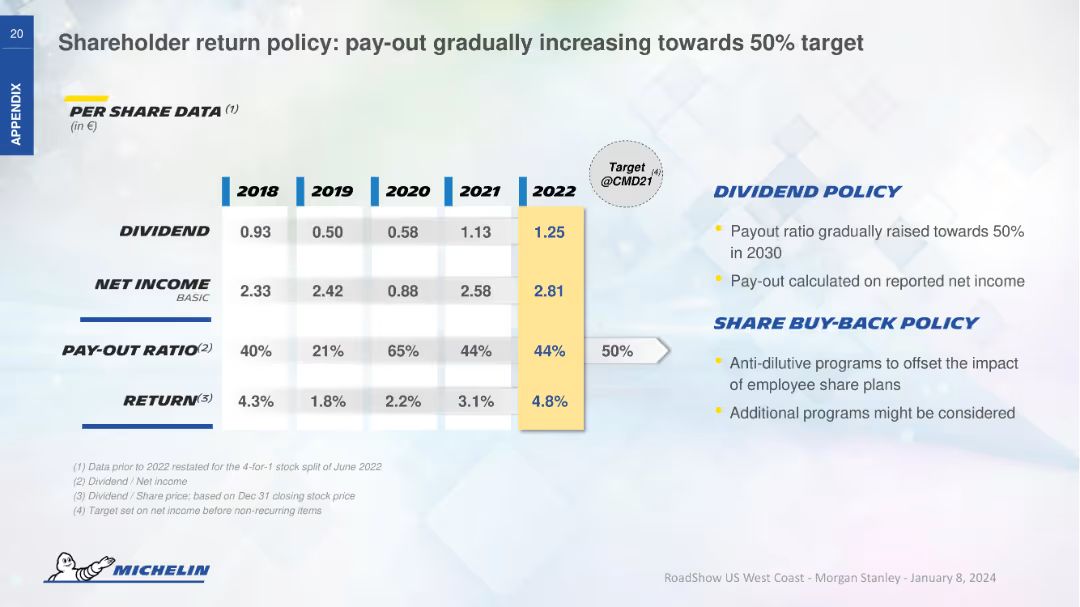 20
APPENDIX
Shareholder return policy: pay-out gradually increasing towards 50% target
PER SHARE DATA (1)
(in €)
Target
@CMD21 (4)
2018 2019 2020 2021 2022
DIVIDEND 0.93 0.50 0.58 1.13 1.25
NET INCOME 2.33 2.42 0.88 2.58 2.81
BASIC
PAY-OUT RATIO(2) 40% 21% 65% 44% 44% 50%
RETURN(3) 4.3% 1.8% 2.2% 3.1% 4.8%
DIVIDEND POLICY
Payout ratio gradually raised towards 50%
in 2030
Pay-out calculated on reported net income
SHARE BUY-BACK POLICY
Anti-dilutive programs to offset the impact
of employee share plans
Additional programs might be considered
(1) Data prior to 2022 restated for the 4-for-1 stock split of June 2022
(2) Dividend / Net income
(3) Dividend / Share price; based on Dec 31 closing stock price
(4) Target set on net income before non-recurring items
MICHELIN
RoadShow US West Coast - Morgan Stanley - January 8, 2024